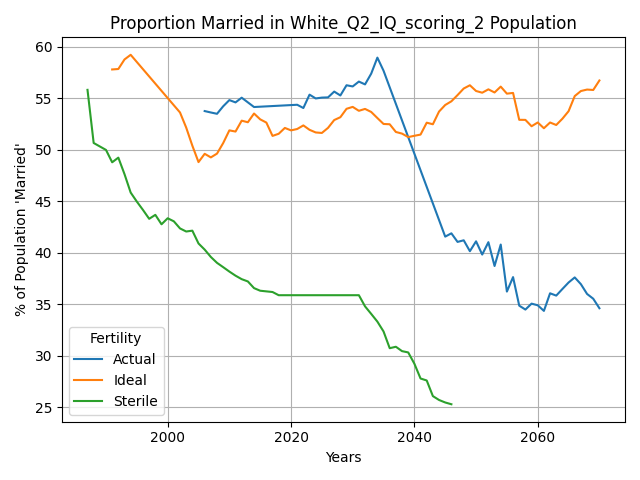 Proportion Married in White_Q2_IQ_scoring_2 Population
% of Population 'Married'
60
55
50
45
40
35
30
25
Fertility
Actual
Ideal
Sterile
2000 2020 2040 2060
Years